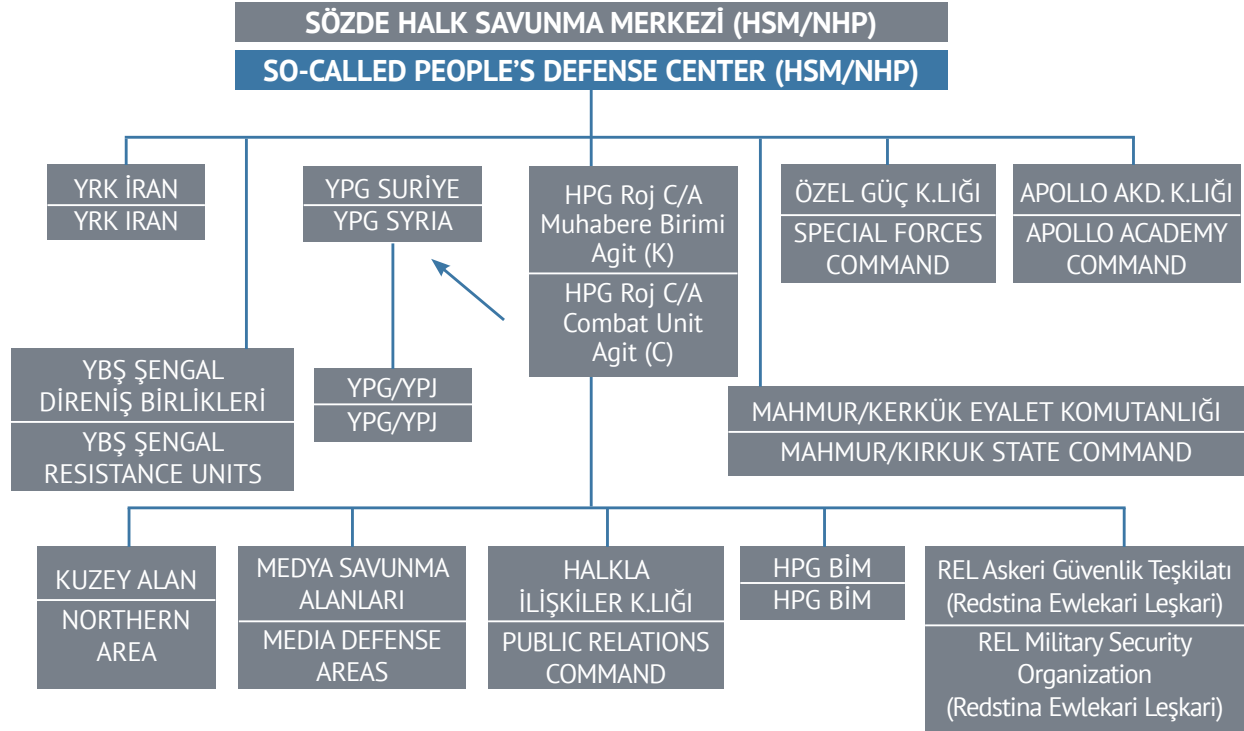 SÖZDE HALK SAVUNMA MERKEZİ (HSM/NHP)
SO-CALLED PEOPLE'S DEFENSE CENTER (HSM/NHP)
YRK İRAN
YRK IRAN
YPG SURİYE
YPG SYRIA
HPG Roj C/A
Muhabere Birimi
Agit (K)
HPG Roj C/A
Combat Unit
Agit (C)
ÖZEL GÜÇ K.LIĞI
SPECIAL FORCES
COMMAND
APOLLO AKD. K.LIĞI
APOLLO ACADEMY
COMMAND
YBŞ ŞENGAL
DİRENİŞ BİRLİKLERİ
YBŞ ŞENGAL
RESISTANCE UNITS
YPG/YPJ
YPG/YPJ
MAHMUR/KERKÜK EYALET KOMUTANLIĞI
MAHMUR/KIRKUK STATE COMMAND
KUZEY ALAN
NORTHERN
AREA
MEDYA SAVUNMA
ALANLARI
MEDIA DEFENSE
AREAS
HALKLA
İLİŞKİLER K.LIĞI
PUBLIC RELATIONS
COMMAND
HPG BİM
HPG BİM
REL Askeri Güvenlik Teşkilatı
(Redstina Ewlekari Leşkari)
REL Military Security
Organization
(Redstina Ewlekari Leşkari)